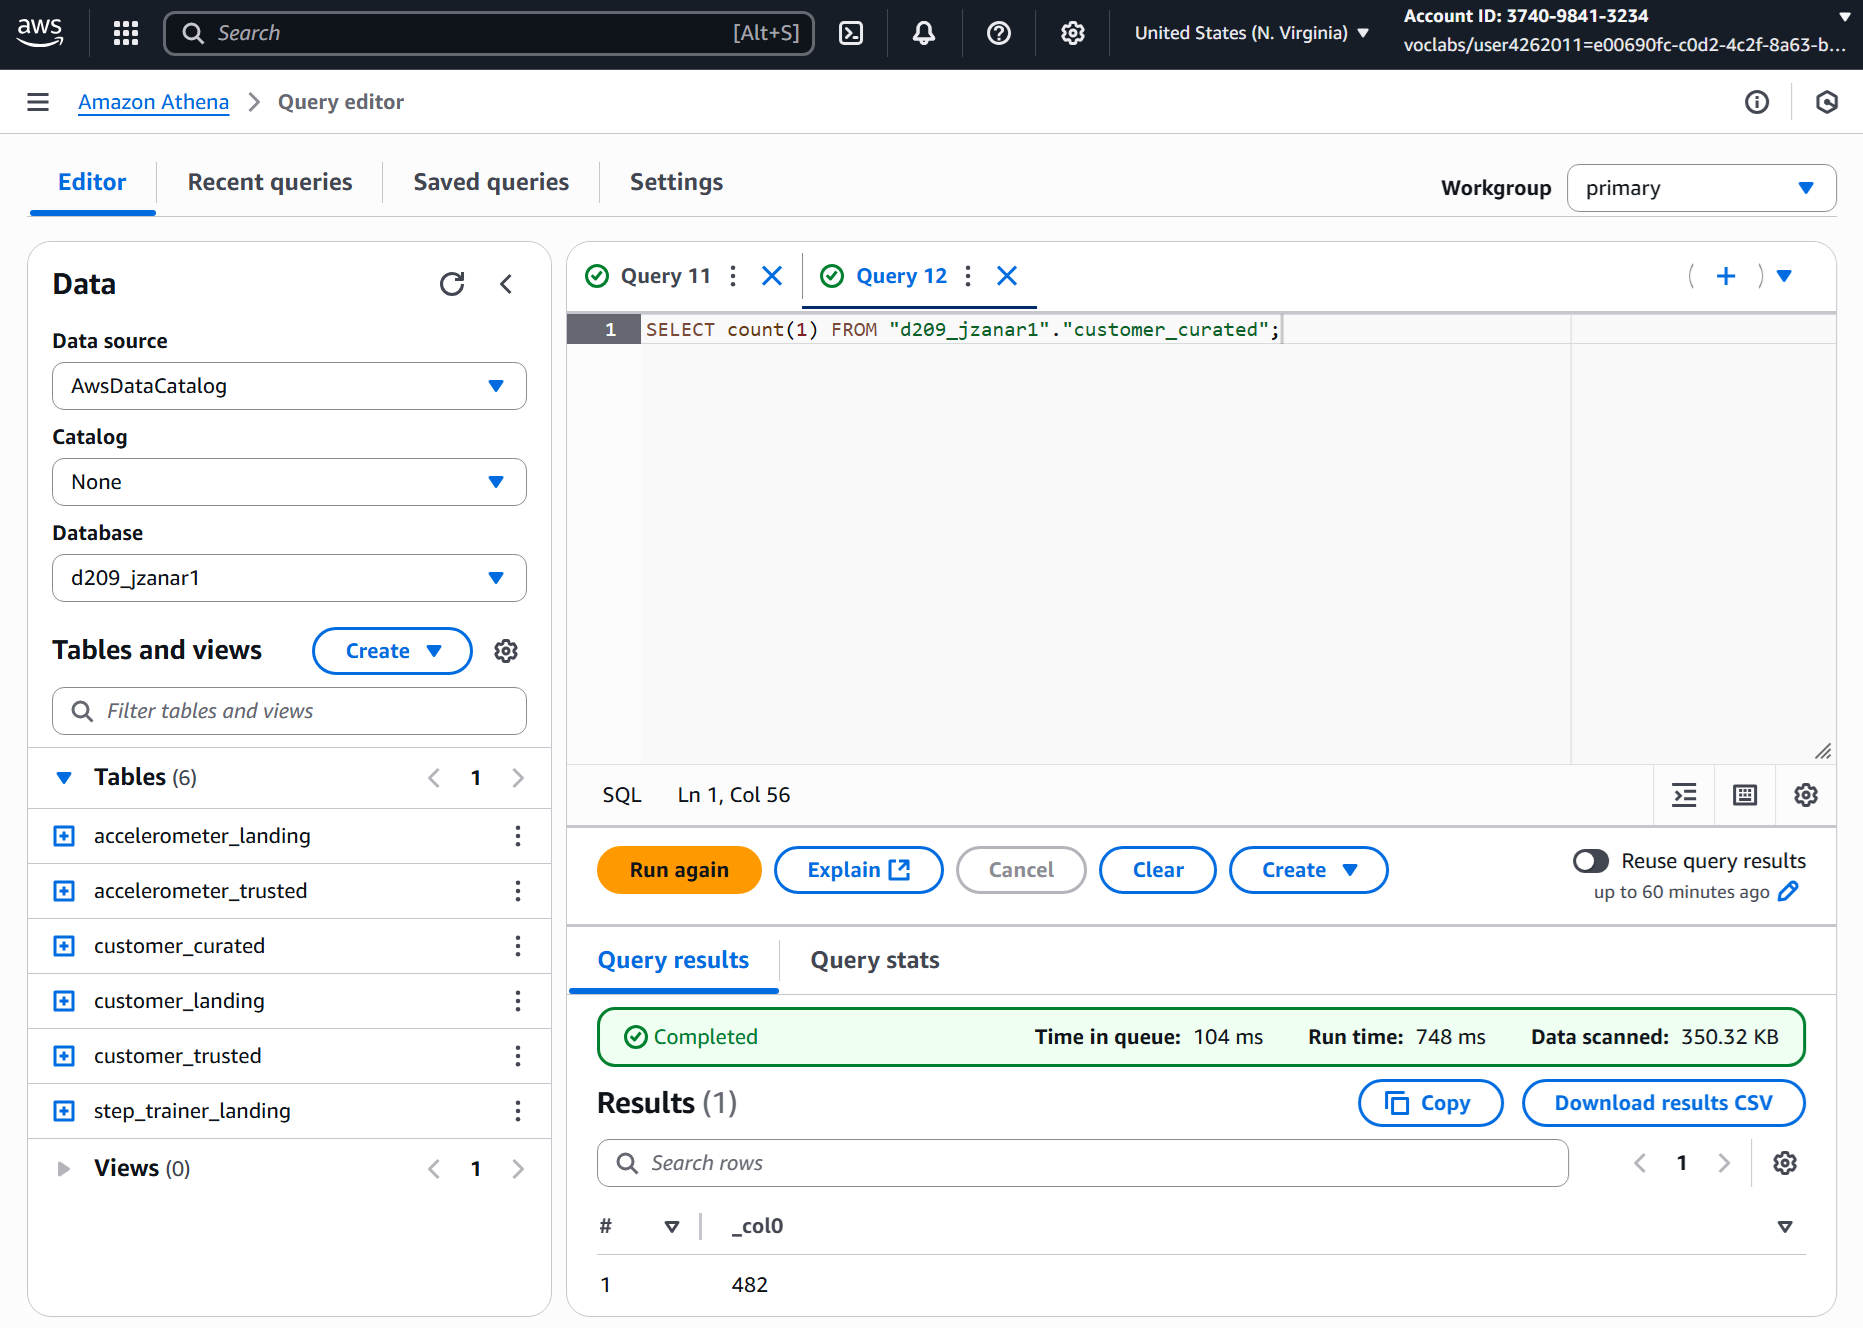 aws
Search [Alt+S]
United States (N. Virginia)
Account ID: 3740-9841-3234
voclabs/user4262011=e00690fc-c0d2-4c2f-8a63-b...
Amazon Athena > Query editor
Editor
Recent queries
Saved queries
Settings
Workgroup
primary
Data
Data source
AwsDataCatalog
Catalog
None
Database
d209_jzanar1
Tables and views
Create
Filter tables and views
Tables (6)
1
accelerometer_landing
accelerometer_trusted
customer_curated
customer_landing
customer_trusted
step_trainer_landing
Views (0)
1
Query 11
Query 12
1 SELECT count(1) FROM "d209_jzanar1"."customer_curated";
SQL
Ln 1, Col 56
Run again
Explain
Cancel
Clear
Create
Reuse query results
up to 60 minutes ago
Query results
Query stats
Completed
Time in queue: 104 ms
Run time: 748 ms
Data scanned: 350.32 KB
Results (1)
Copy
Download results CSV
Search rows
1
# _col0
1 482